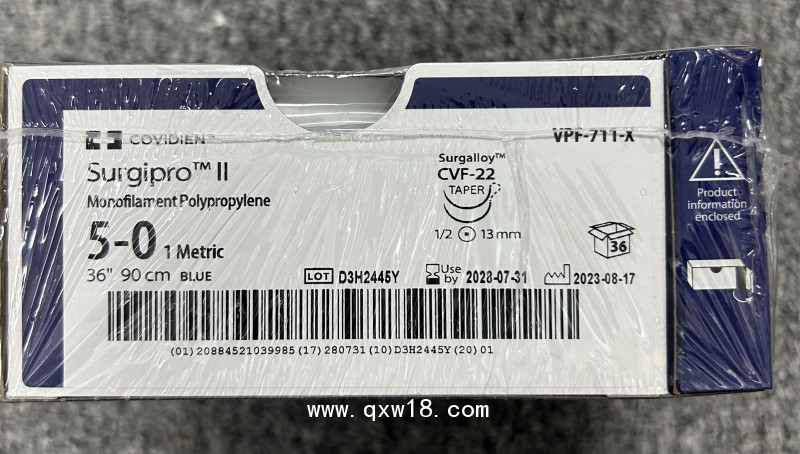 COVIDIEN™
VPF-711-X
Surgipro™ II
Monofilament Polypropylene
5-0 1 Metric
36" 90 cm BLUE
Surgalloy™
CVF-22
TAPER
1/2 13 mm
36
LOT D3H2445Y
Use by 2028-07-31
2023-08-17
(01)20884521039985(17)280731(10)D3H2445Y(20)01
Product
information
enclosed
www.qxw18.com